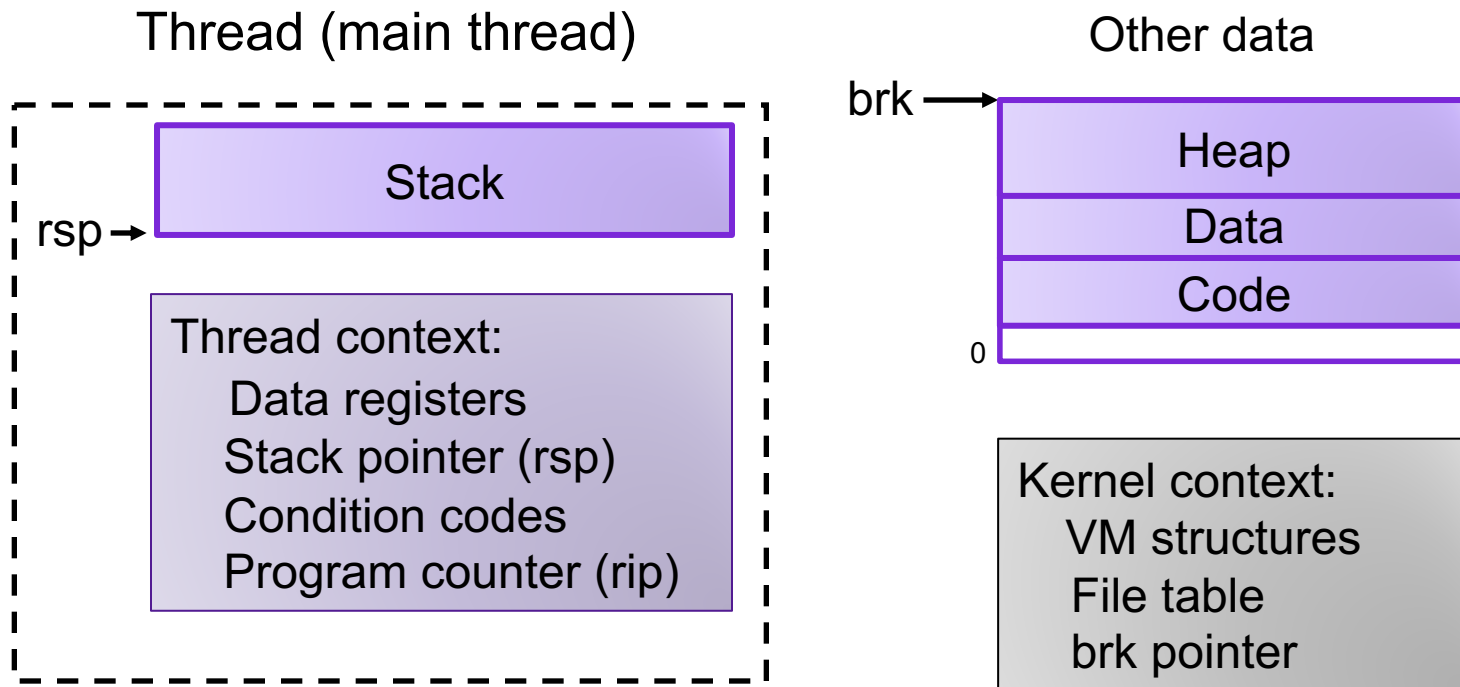 Thread (main thread)
Stack
rsp
Thread context:
Data registers
Stack pointer (rsp)
Condition codes
Program counter (rip)
Other data
brk
Heap
Data
Code
0
Kernel context:
VM structures
File table
brk pointer